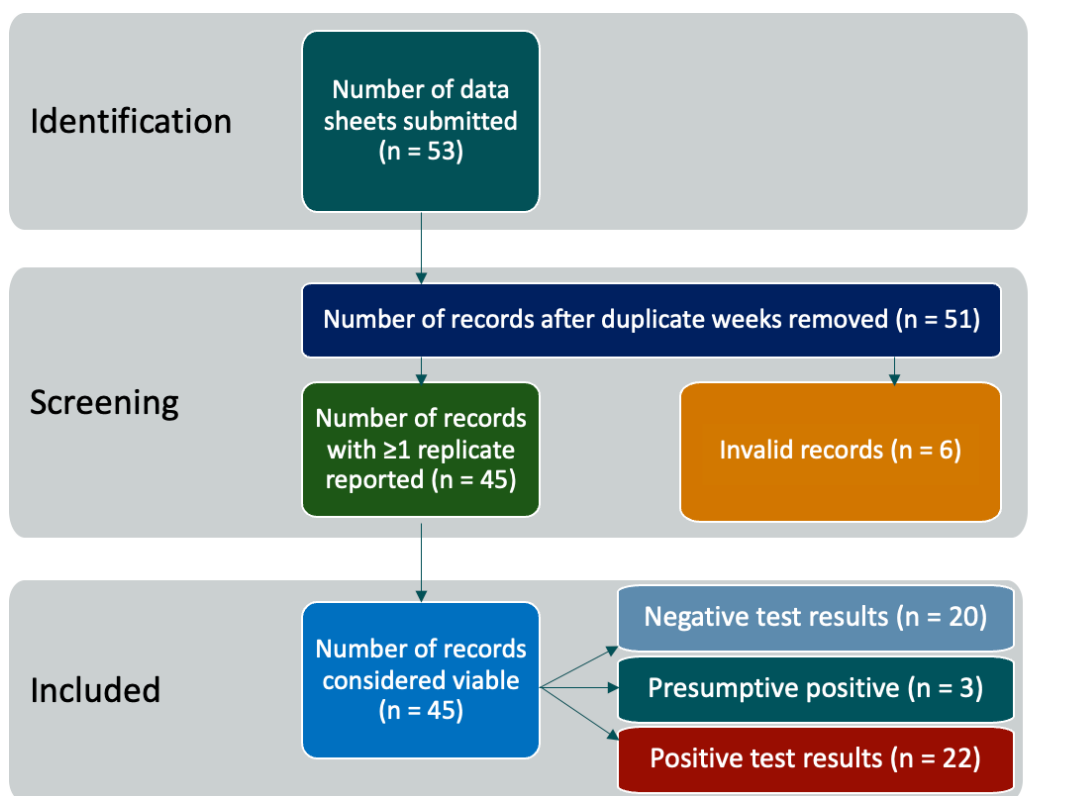 Identification
Number of data
sheets submitted
(n = 53)
Screening
Number of records after duplicate weeks removed (n = 51)
Number of records
with ≥1 replicate
reported (n = 45)
Invalid records (n = 6)
Included
Number of records
considered viable
(n = 45)
Negative test results (n = 20)
Presumptive positive (n = 3)
Positive test results (n = 22)